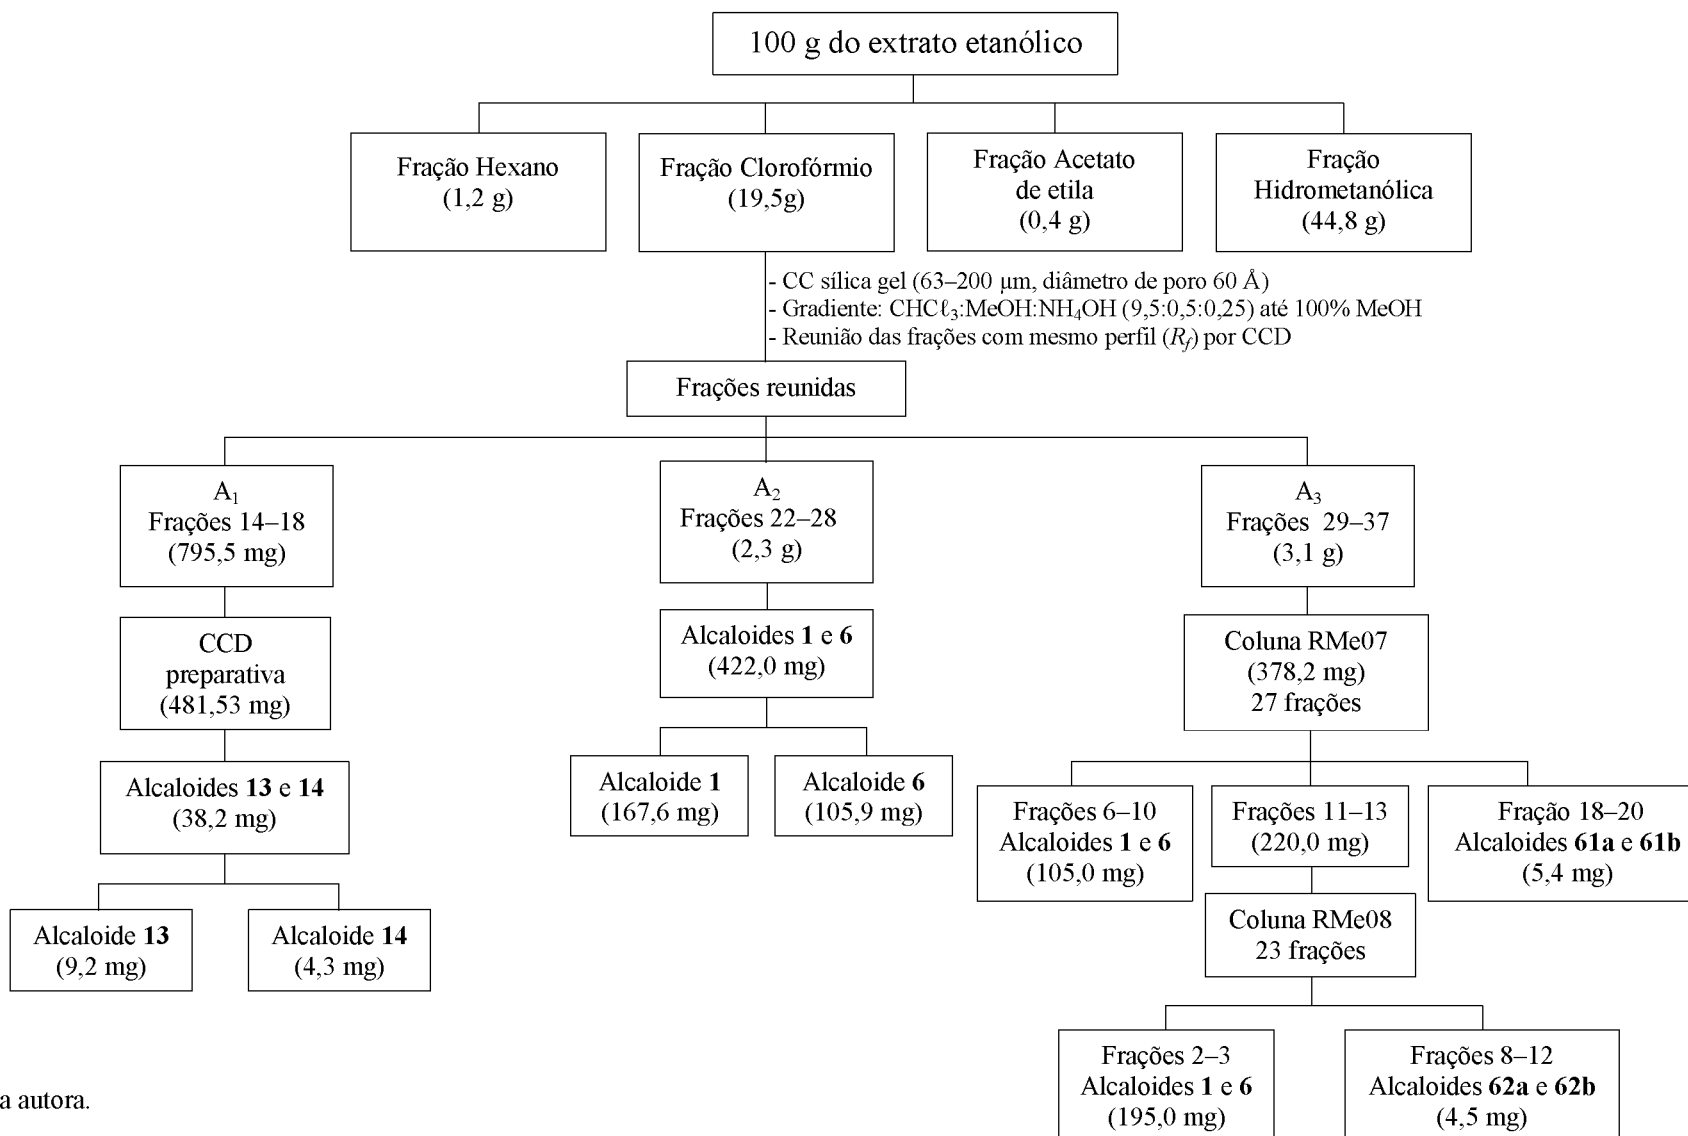 100 g do extrato etanólico
Fração Hexano
(1,2 g)
Fração Clorofórmio
(19,5g)
Fração Acetato
de etila
(0,4 g)
Fração
Hidrometanólica
(44,8 g)
- CC sílica gel (63–200 µm, diâmetro de poro 60 Å)
- Gradiente: CHCℓ₃:MeOH:NH₄OH (9,5:0,5:0,25) até 100% MeOH
- Reunião das frações com mesmo perfil (Rf) por CCD
Frações reunidas
A₁
Frações 14–18
(795,5 mg)
A₂
Frações 22–28
(2,3 g)
A₃
Frações 29–37
(3,1 g)
CCD
preparativa
(481,53 mg)
Alcaloides 1 e 6
(422,0 mg)
Coluna RMe07
(378,2 mg)
27 frações
Alcaloides 13 e 14
(38,2 mg)
Alcaloide 1
(167,6 mg)
Alcaloide 6
(105,9 mg)
Frações 6–10
Alcaloides 1 e 6
(105,0 mg)
Frações 11–13
(220,0 mg)
Fração 18–20
Alcaloides 61a e 61b
(5,4 mg)
Alcaloide 13
(9,2 mg)
Alcaloide 14
(4,3 mg)
Coluna RMe08
23 frações
Frações 2–3
Alcaloides 1 e 6
(195,0 mg)
Frações 8–12
Alcaloides 62a e 62b
(4,5 mg)
a autora.